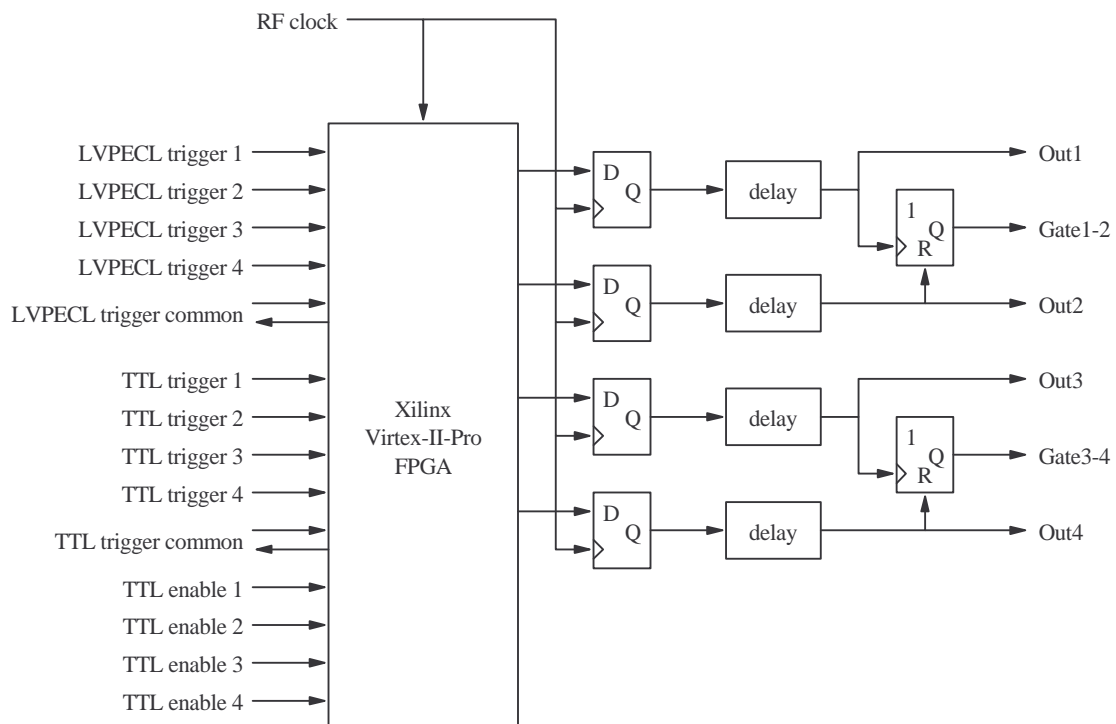 RF clock
LVPECL trigger 1
LVPECL trigger 2
LVPECL trigger 3
LVPECL trigger 4
LVPECL trigger common
TTL trigger 1
TTL trigger 2
TTL trigger 3
TTL trigger 4
TTL trigger common
TTL enable 1
TTL enable 2
TTL enable 3
TTL enable 4
Xilinx
Virtex-II-Pro
FPGA
D
Q
delay
Out1
1
Q
R
Gate1-2
D
Q
delay
Out2
D
Q
delay
Out3
1
Q
R
Gate3-4
D
Q
delay
Out4